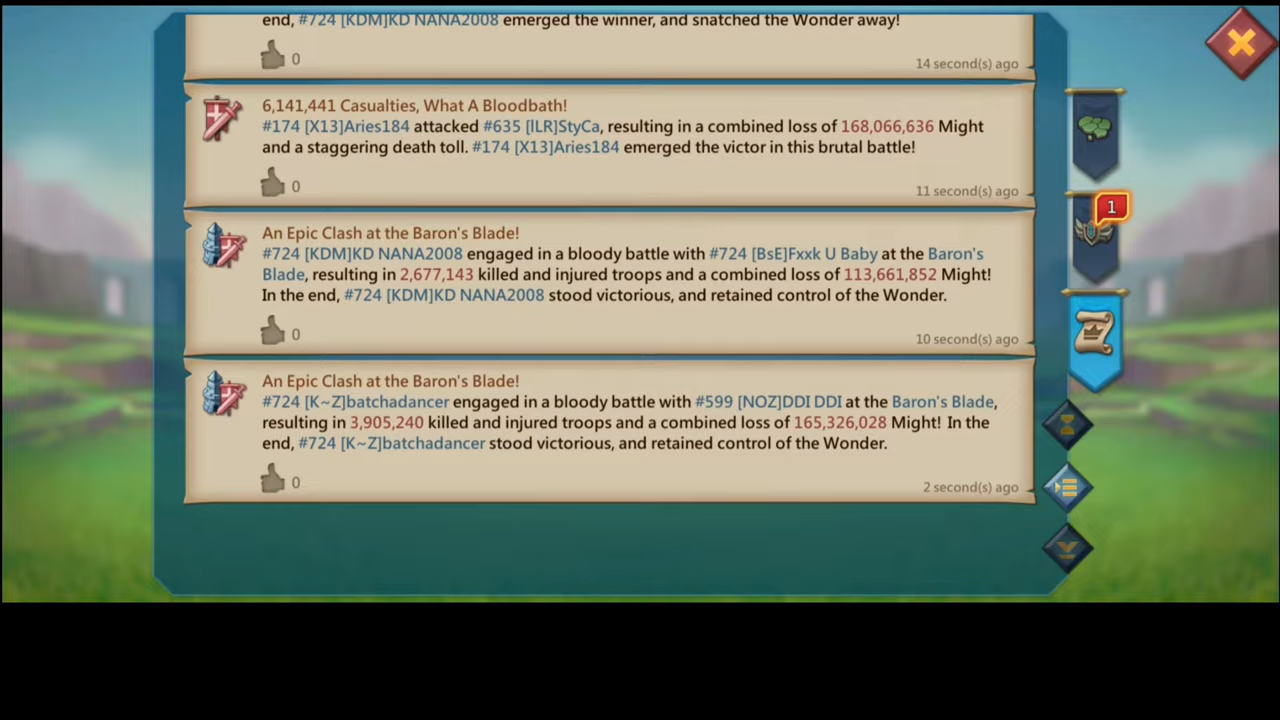 end, #724 [KDM]KD NANA2008 emerged the winner, and snatched the Wonder away!
0
14 second(s) ago
6,141,441 Casualties, What A Bloodbath!
#174 [X13]Aries184 attacked #635 [lLR]StyCa, resulting in a combined loss of 168,066,636 Might
and a staggering death toll. #174 [X13]Aries184 emerged the victor in this brutal battle!
0
11 second(s) ago
1
An Epic Clash at the Baron's Blade!
#724 [KDM]KD NANA2008 engaged in a bloody battle with #724 [BsE]Fxxk U Baby at the Baron's
Blade, resulting in 2,677,143 killed and injured troops and a combined loss of 113,661,852 Might!
In the end, #724 [KDM]KD NANA2008 stood victorious, and retained control of the Wonder.
0
10 second(s) ago
An Epic Clash at the Baron's Blade!
#724 [K~Z]batchadancer engaged in a bloody battle with #599 [NOZ]DDI DDI at the Baron's Blade,
resulting in 3,905,240 killed and injured troops and a combined loss of 165,326,028 Might! In the
end, #724 [K~Z]batchadancer stood victorious, and retained control of the Wonder.
0
2 second(s) ago